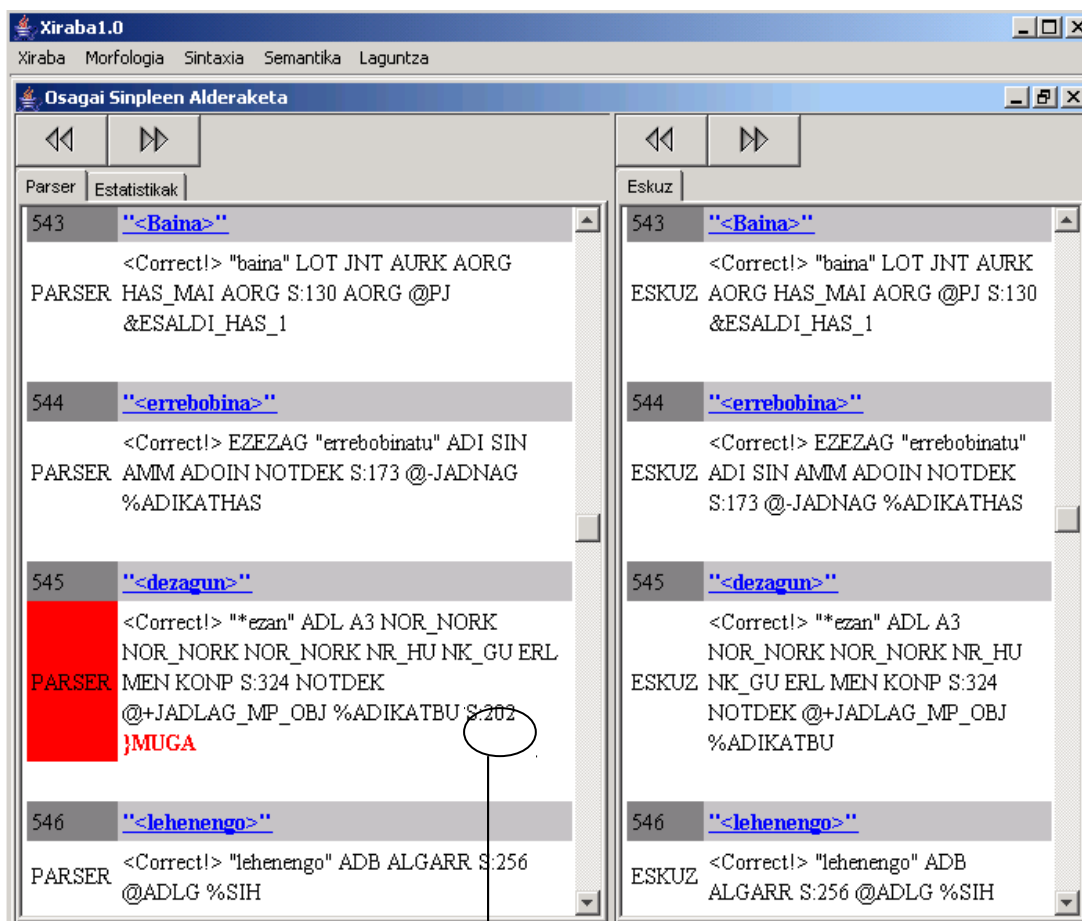 Xiraba1.0
Xiraba Morfologia Sintaxia Semantika Laguntza
Osagai Sinpleen Alderaketa
Parser Estatistikak
543 "<Baina>"
PARSER
<Correct!> "baina" LOT JNT AURK AORG
HAS_MAI AORG S:130 AORG @PJ
&ESALDI_HAS_1
544 "<errebobina>"
PARSER
<Correct!> EZEZAG "errebobinatu" ADI SIN
AMM ADOIN NOTDEK S:173 @-JADNAG
%ADIKATHAS
545 "<dezagun>"
PARSER
<Correct!> "*ezan" ADL A3 NOR_NORK
NOR_NORK NOR_NORK NR_HU NK_GU ERL
MEN KONP S:324 NOTDEK
@+JADLAG_MP_OBJ %ADIKATBU S:202
}MUGA
546 "<lehenengo>"
PARSER
<Correct!> "lehenengo" ADB ALGARR S:256
@ADLG %SIH
Eskuz
543 "<Baina>"
ESKUZ
<Correct!> "baina" LOT JNT AURK
AORG HAS_MAI AORG @PJ S:130
&ESALDI_HAS_1
544 "<errebobina>"
ESKUZ
<Correct!> EZEZAG "errebobinatu"
ADI SIN AMM ADOIN NOTDEK
S:173 @-JADNAG %ADIKATHAS
545 "<dezagun>"
ESKUZ
<Correct!> "*ezan" ADL A3
NOR_NORK NOR_NORK NR_HU
NK_GU ERL MEN KONP S:324
NOTDEK @+JADLAG_MP_OBJ
%ADIKATBU
546 "<lehenengo>"
ESKUZ
<Correct!> "lehenengo" ADB
ALGARR S:256 @ADLG %SIH